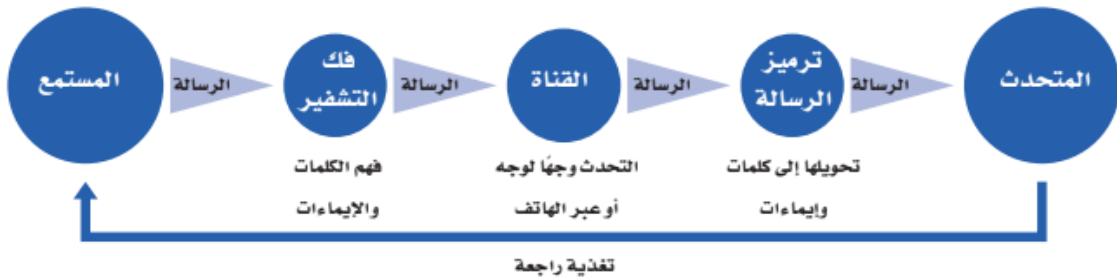 المتحدث
الرسالة
ترميز
الرسالة
الرسالة
القناة
الرسالة
فك
التشفير
الرسالة
المستمع
تحويلها إلى كلمات
وإيماءات
التحدث وجهًا لوجه
أو عبر الهاتف
فهم الكلمات
والإيماءات
تغذية راجعة